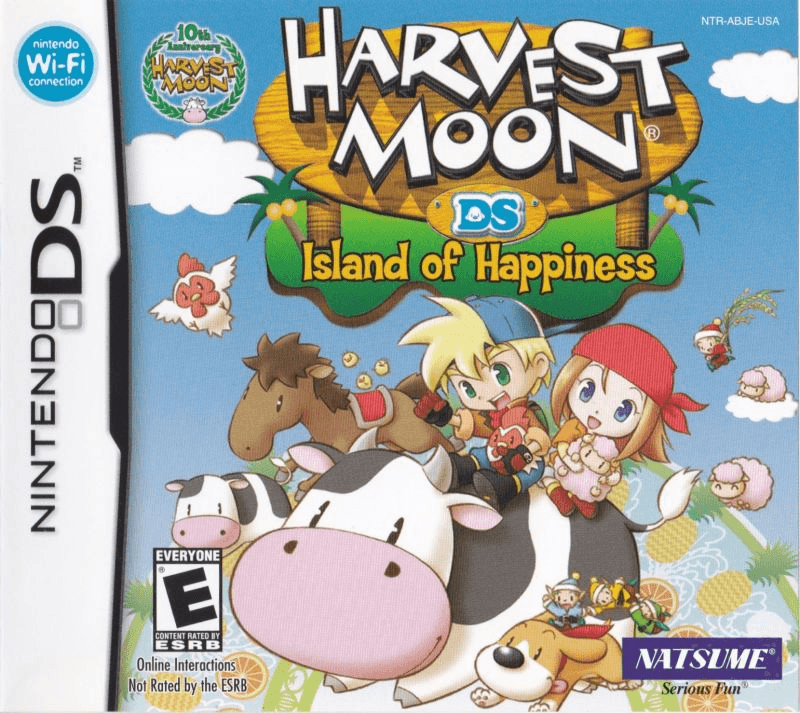 nintendo
Wi-Fi
connection
10th
Anniversary
HARVEST
MOON
HARVEST
MOON®
DS
Island of Happiness
NTR-ABJE-USA
NINTENDO DS™
EVERYONE
E®
CONTENT RATED BY
ESRB
Online Interactions
Not Rated by the ESRB
NATSUME®
Serious Fun®